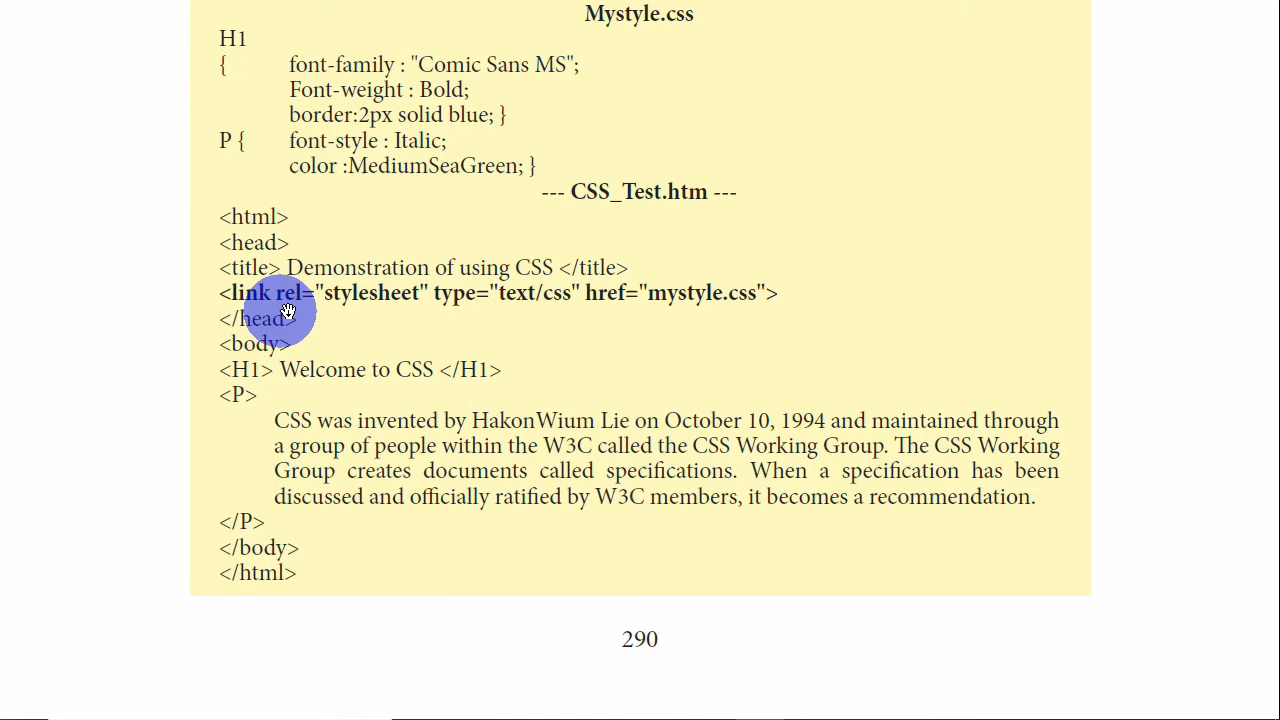 Mystyle.css
H1
{ font-family : "Comic Sans MS";
Font-weight : Bold;
border:2px solid blue; }
P { font-style : Italic;
color :MediumSeaGreen; }
--- CSS_Test.htm ---
<html>
<head>
<title> Demonstration of using CSS </title>
<link rel="stylesheet" type="text/css" href="mystyle.css">
</head>
<body>
<H1> Welcome to CSS </H1>
<P>
CSS was invented by HakonWium Lie on October 10, 1994 and maintained through
a group of people within the W3C called the CSS Working Group. The CSS Working
Group creates documents called specifications. When a specification has been
discussed and officially ratified by W3C members, it becomes a recommendation.
</P>
</body>
</html>
290